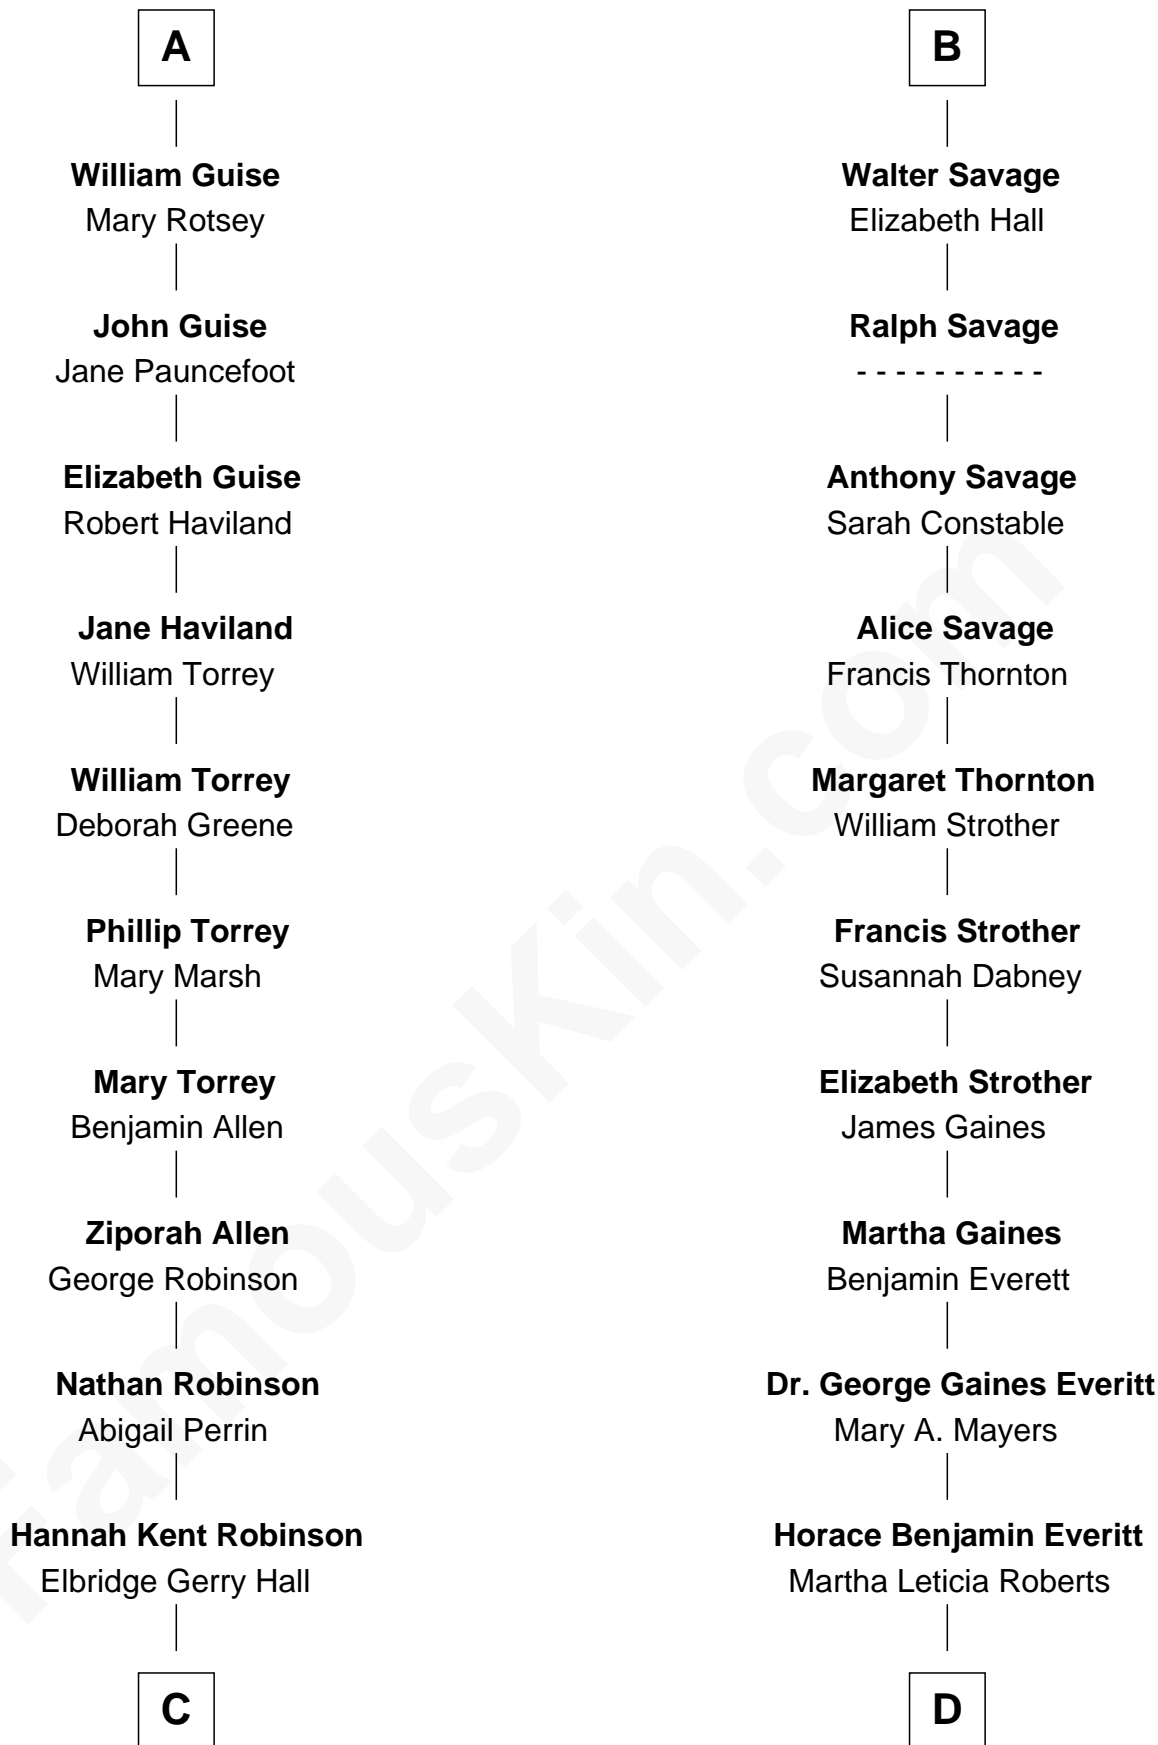 A
William Guise
Mary Rotsey
John Guise
Jane Pauncefoot
Elizabeth Guise
Robert Haviland
Jane Haviland
William Torrey
William Torrey
Deborah Greene
Phillip Torrey
Mary Marsh
Mary Torrey
Benjamin Allen
Ziporah Allen
George Robinson
Nathan Robinson
Abigail Perrin
Hannah Kent Robinson
Elbridge Gerry Hall
C
B
Walter Savage
Elizabeth Hall
Ralph Savage
- - - - - - - - - -
Anthony Savage
Sarah Constable
Alice Savage
Francis Thornton
Margaret Thornton
William Strother
Francis Strother
Susannah Dabney
Elizabeth Strother
James Gaines
Martha Gaines
Benjamin Everett
Dr. George Gaines Everitt
Mary A. Mayers
Horace Benjamin Everitt
Martha Leticia Roberts
D
FamousKin.com